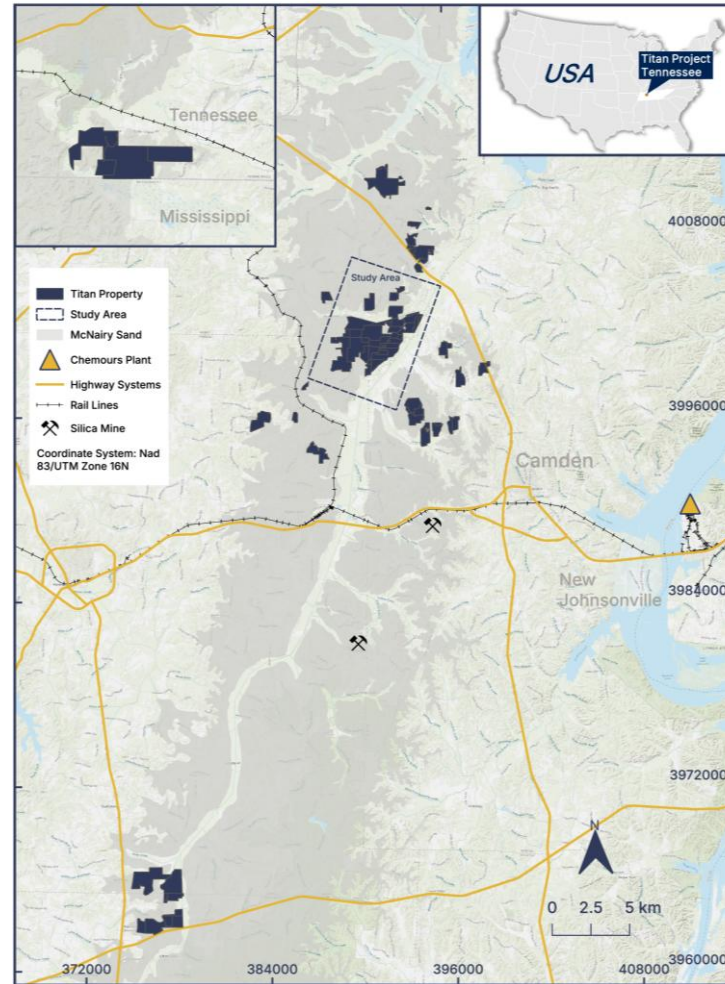 Tennessee
Mississippi
USA
Titan Project
Tennessee
4008000
Study Area
Titan Property
Study Area
McNairy Sand
Chemours Plant
Highway Systems
Rail Lines
Silica Mine
Coordinate System: Nad
83/UTM Zone 16N
3996000
Camden
New
Johnsonville
3984000
3972000
N
0 2.5 5 km
3960000
372000 384000 396000 408000